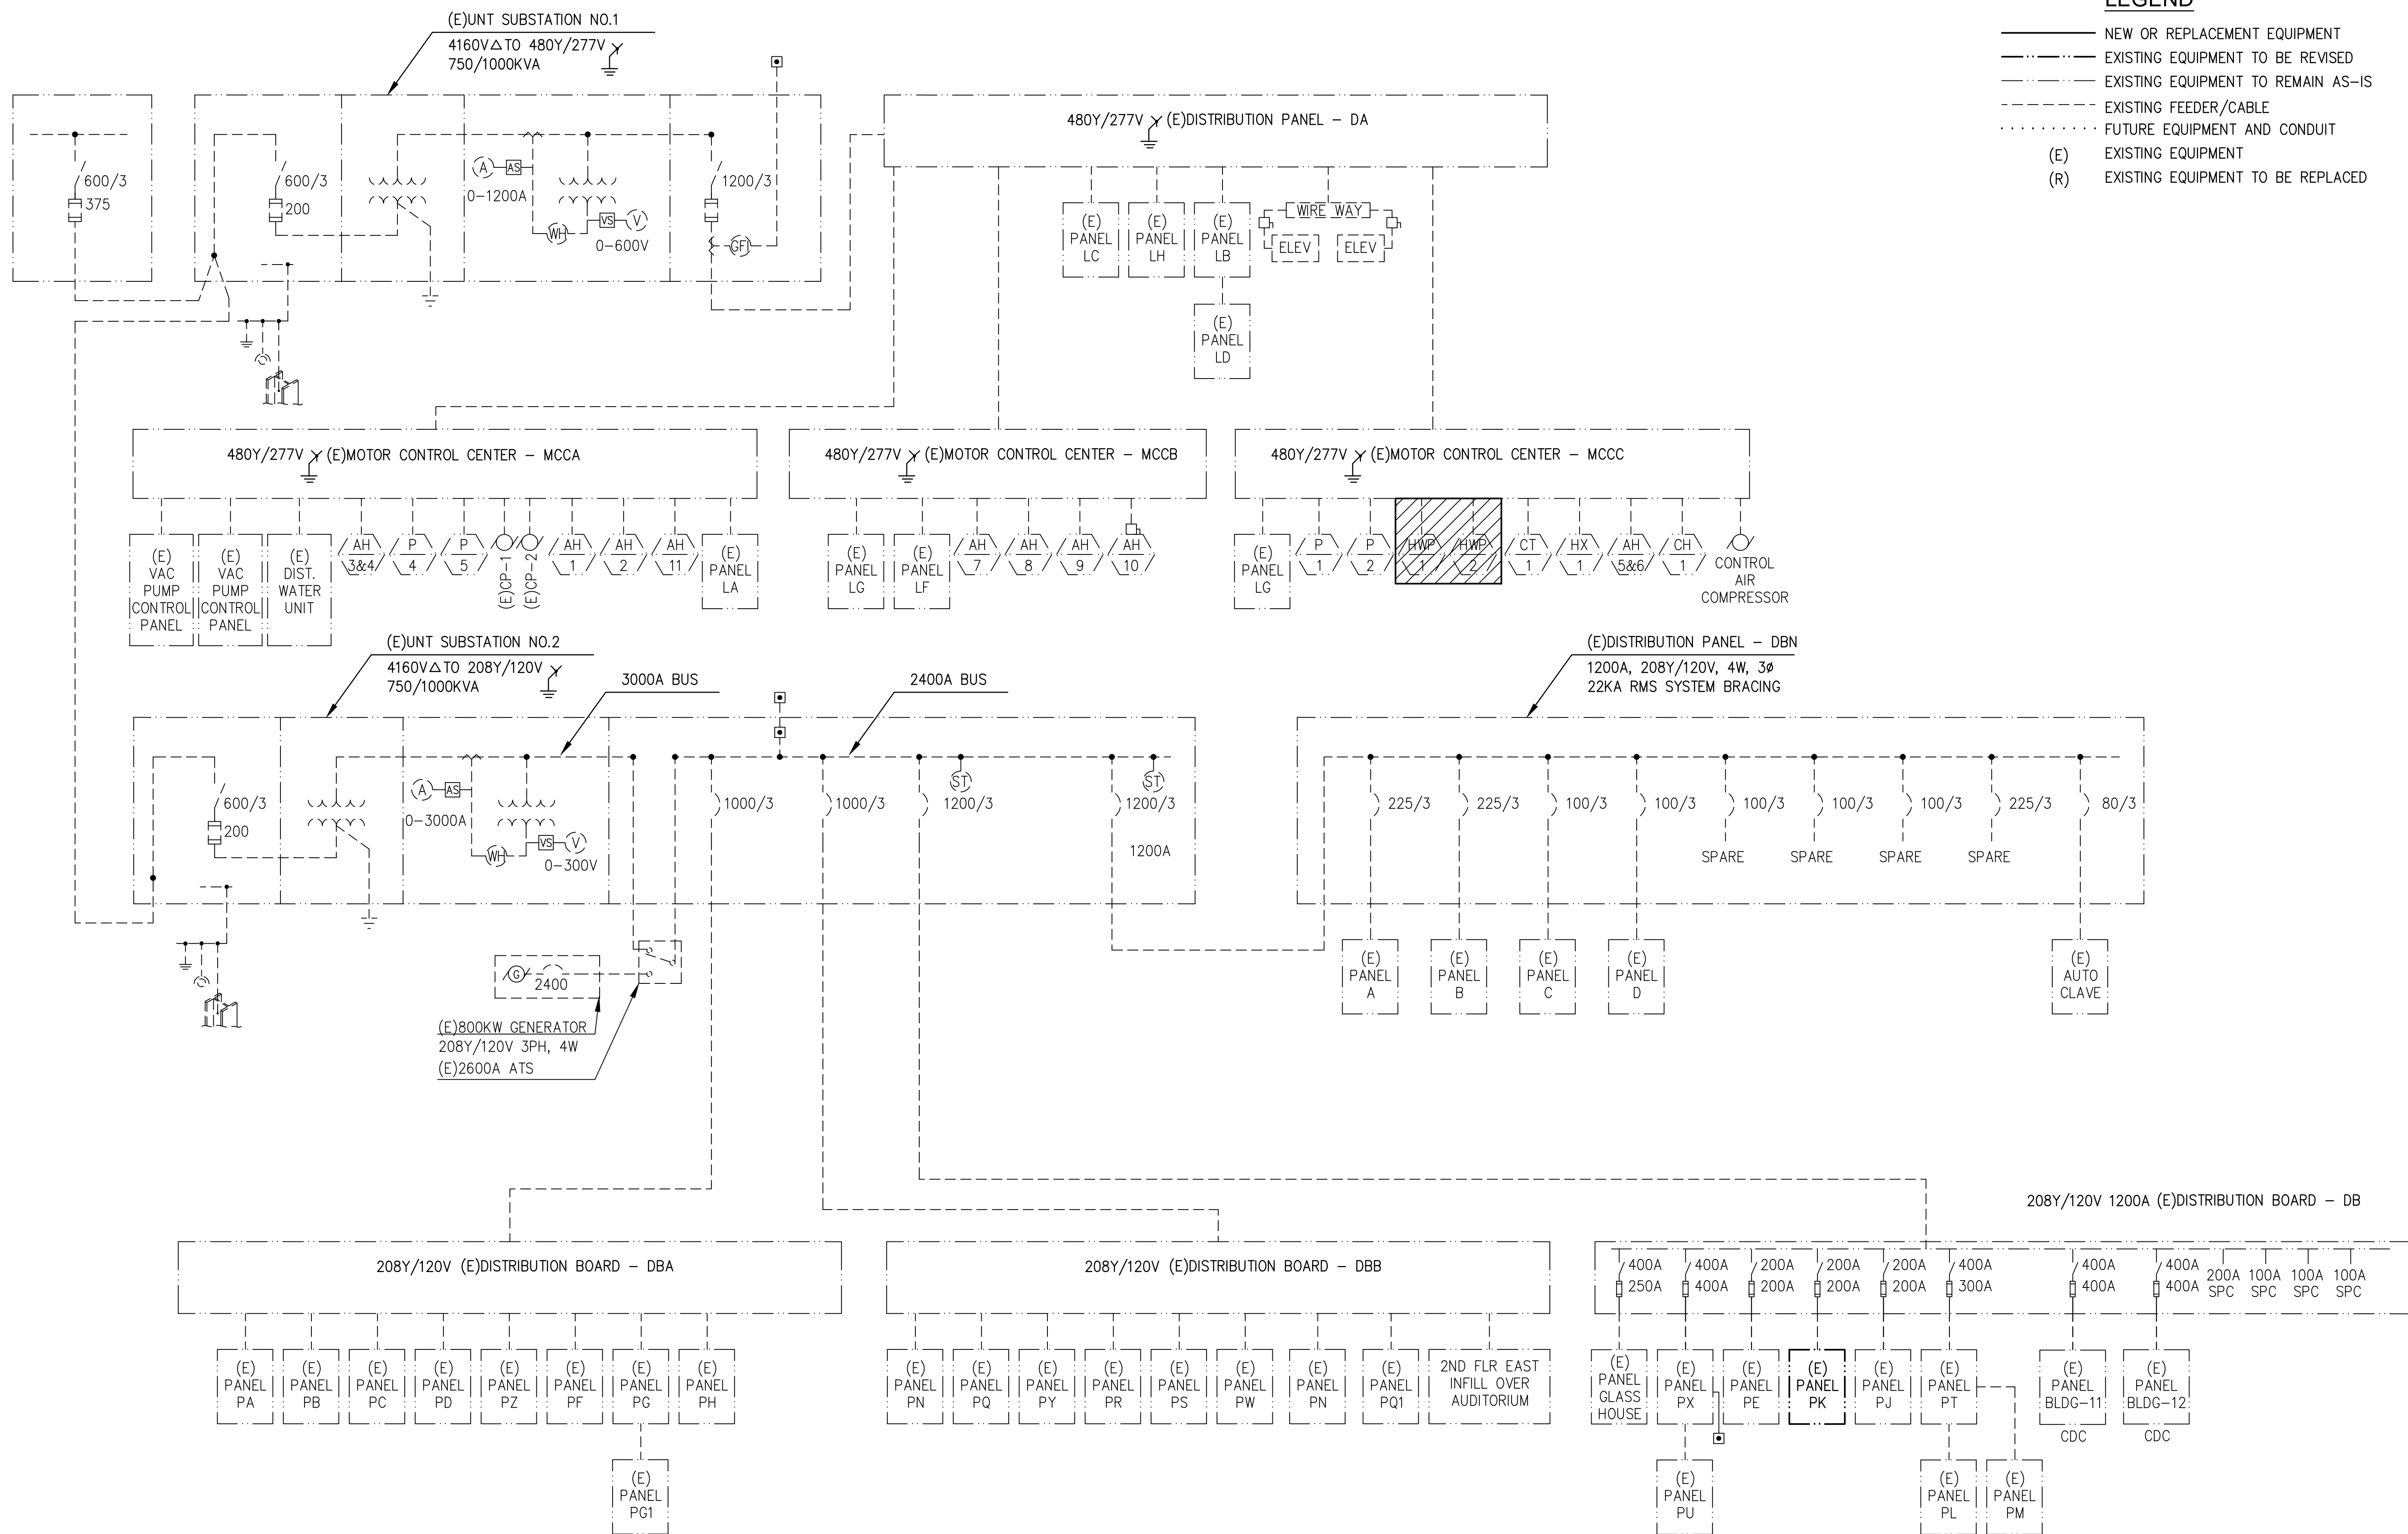 LEGEND
NEW OR REPLACEMENT EQUIPMENT
EXISTING EQUIPMENT TO BE REVISED
EXISTING EQUIPMENT TO REMAIN AS-IS
EXISTING FEEDER/CABLE
FUTURE EQUIPMENT AND CONDUIT
(E) EXISTING EQUIPMENT
(R) EXISTING EQUIPMENT TO BE REPLACED
(E)UNT SUBSTATION NO.1
4160V△TO 480Y/277V
750/1000KVA
600/3
375
600/3
200
A
AS
0-1200A
WH
VS
V
0-600V
1200/3
GF
480Y/277V (E)DISTRIBUTION PANEL - DA
(E)
PANEL
LC
(E)
PANEL
LH
(E)
PANEL
LB
(E)
PANEL
LD
WIRE WAY
ELEV
ELEV
480Y/277V (E)MOTOR CONTROL CENTER - MCCA
(E)
VAC
PUMP
CONTROL
PANEL
(E)
VAC
PUMP
CONTROL
PANEL
(E)
DIST.
WATER
UNIT
AH
3&4
P
4
P
5
(E)CP-1
(E)CP-2
AH
1
AH
2
AH
11
(E)
PANEL
LA
480Y/277V (E)MOTOR CONTROL CENTER - MCCB
(E)
PANEL
LG
(E)
PANEL
LF
AH
7
AH
8
AH
9
AH
10
480Y/277V (E)MOTOR CONTROL CENTER - MCCC
(E)
PANEL
LG
P
1
P
2
HWP
1
HWP
2
CT
1
HX
1
AH
5&6
CH
1
CONTROL
AIR
COMPRESSOR
(E)UNT SUBSTATION NO.2
4160V△TO 208Y/120V
750/1000KVA
3000A BUS
2400A BUS
600/3
200
A
AS
0-3000A
WH
VS
V
0-300V
1000/3
1000/3
ST
1200/3
ST
1200/3
1200A
G
2400
(E)800KW GENERATOR
208Y/120V 3PH, 4W
(E)2600A ATS
(E)DISTRIBUTION PANEL - DBN
1200A, 208Y/120V, 4W, 3ø
22KA RMS SYSTEM BRACING
225/3
225/3
100/3
100/3
100/3
100/3
100/3
225/3
80/3
SPARE
SPARE
SPARE
SPARE
(E)
PANEL
A
(E)
PANEL
B
(E)
PANEL
C
(E)
PANEL
D
(E)
AUTO
CLAVE
208Y/120V (E)DISTRIBUTION BOARD - DBA
(E)
PANEL
PA
(E)
PANEL
PB
(E)
PANEL
PC
(E)
PANEL
PD
(E)
PANEL
PZ
(E)
PANEL
PF
(E)
PANEL
PG
(E)
PANEL
PH
(E)
PANEL
PG1
208Y/120V (E)DISTRIBUTION BOARD - DBB
(E)
PANEL
PN
(E)
PANEL
PQ
(E)
PANEL
PY
(E)
PANEL
PR
(E)
PANEL
PS
(E)
PANEL
PW
(E)
PANEL
PN
(E)
PANEL
PQ1
2ND FLR EAST
INFILL OVER
AUDITORIUM
208Y/120V 1200A (E)DISTRIBUTION BOARD - DB
400A
250A
400A
400A
200A
200A
200A
200A
200A
200A
400A
300A
400A
400A
400A
400A
200A
SPC
100A
SPC
100A
SPC
100A
SPC
(E)
PANEL
GLASS
HOUSE
(E)
PANEL
PX
(E)
PANEL
PE
(E)
PANEL
PK
(E)
PANEL
PJ
(E)
PANEL
PT
(E)
PANEL
BLDG-11
CDC
(E)
PANEL
BLDG-12
CDC
(E)
PANEL
PU
(E)
PANEL
PL
(E)
PANEL
PM